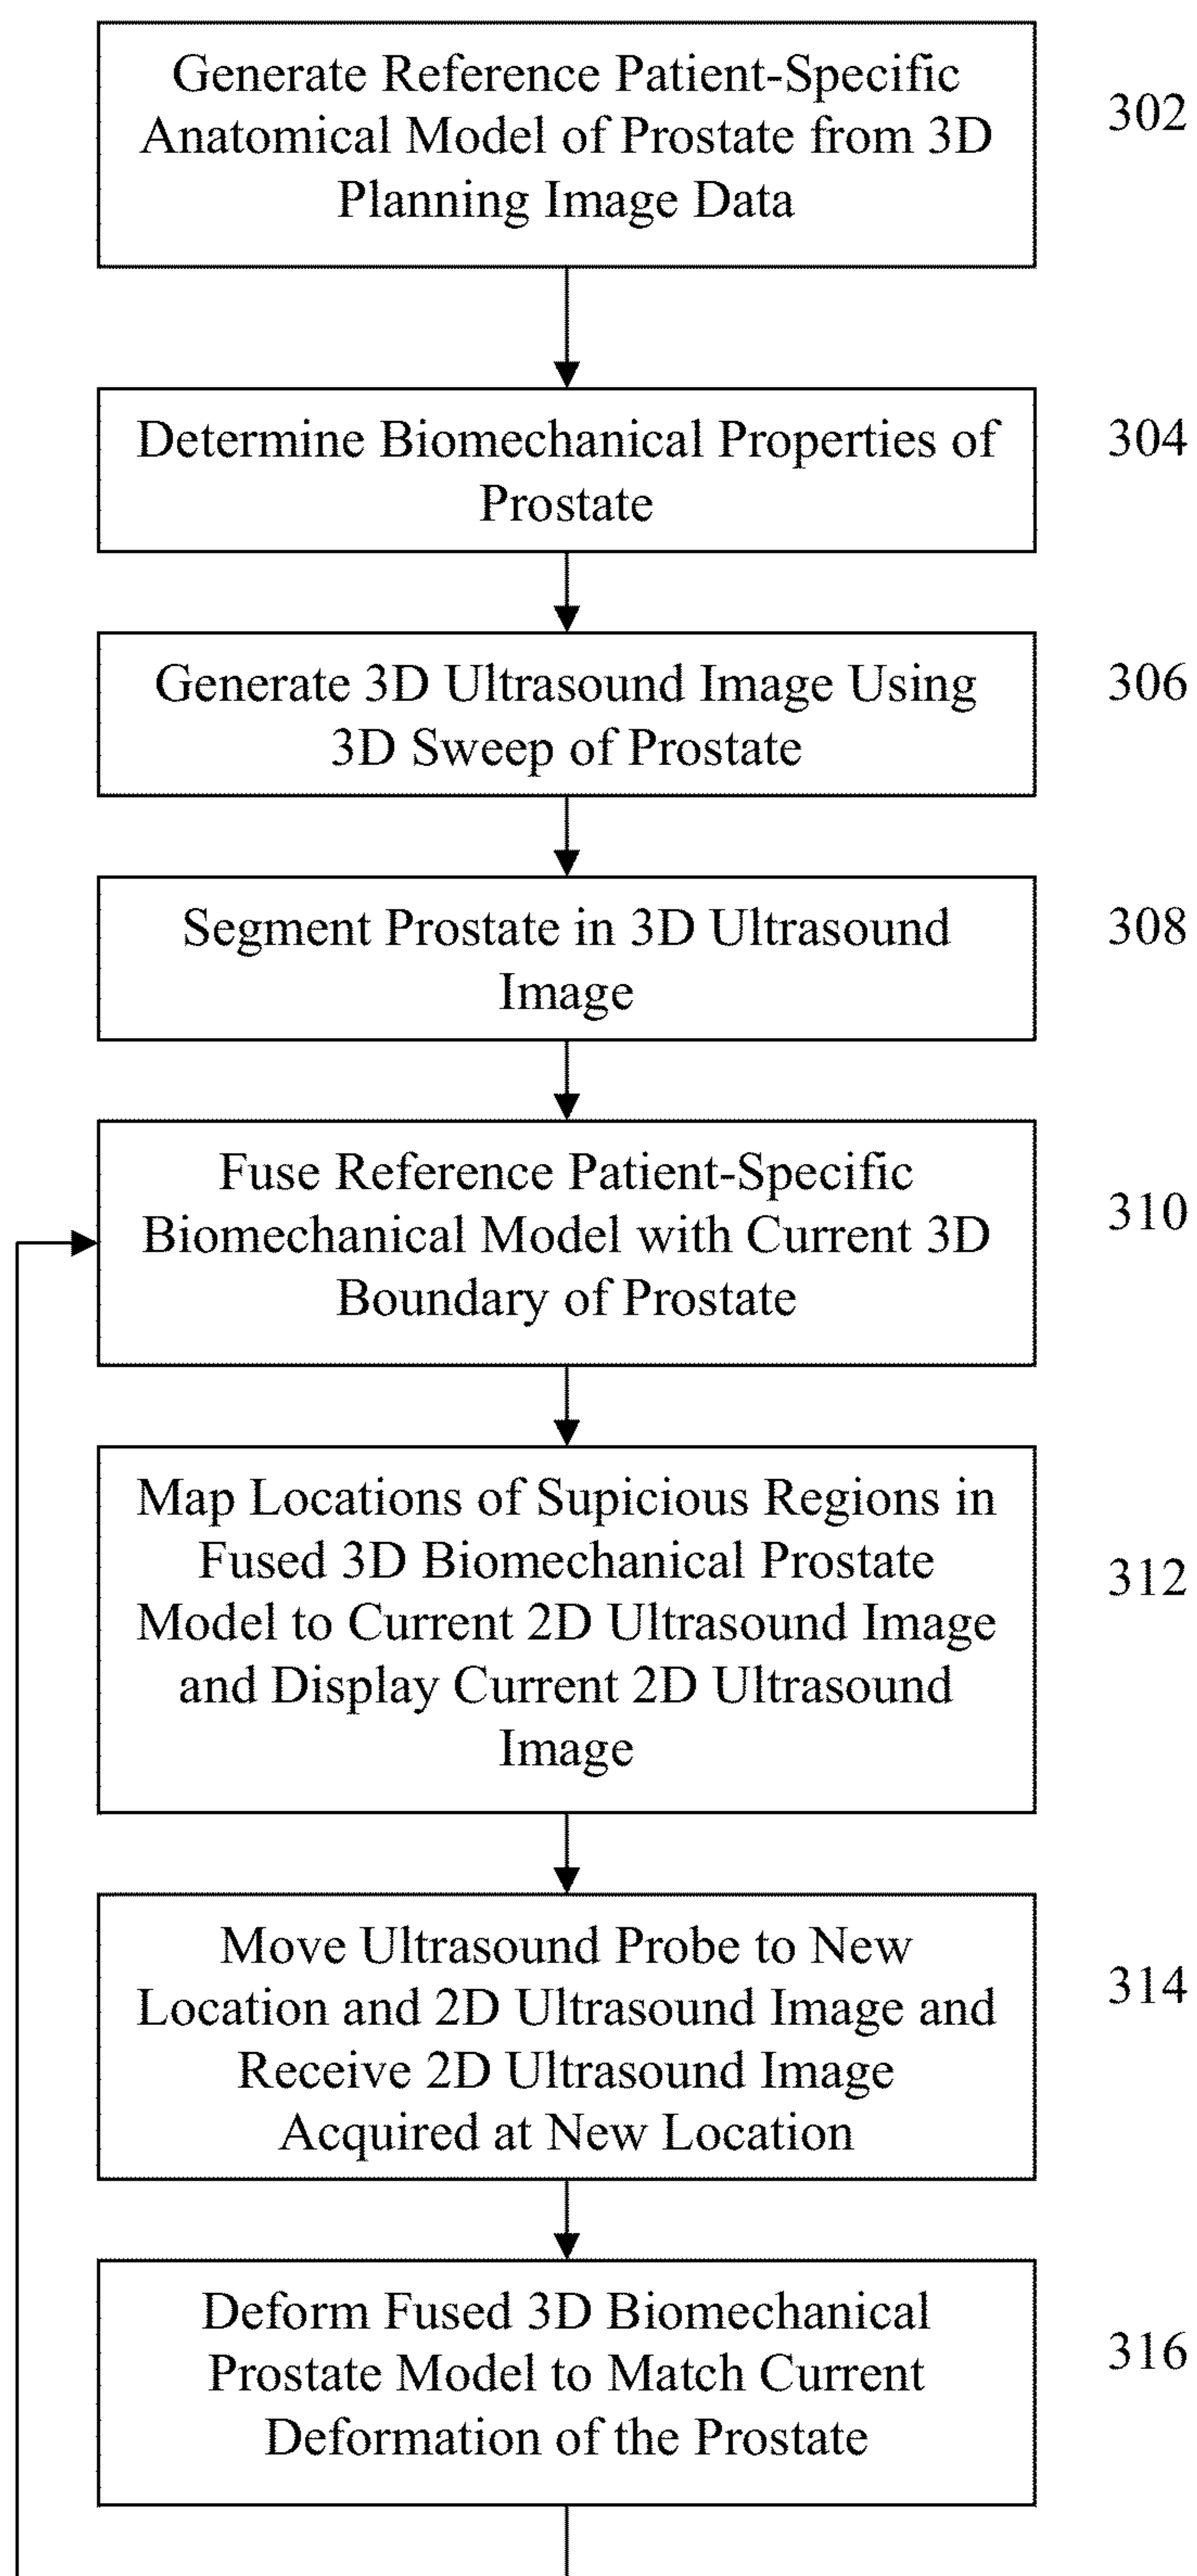 Generate Reference Patient-Specific
Anatomical Model of Prostate from 3D
Planning Image Data
302
Determine Biomechanical Properties of
Prostate
304
Generate 3D Ultrasound Image Using
3D Sweep of Prostate
306
Segment Prostate in 3D Ultrasound
Image
308
Fuse Reference Patient-Specific
Biomechanical Model with Current 3D
Boundary of Prostate
310
Map Locations of Supicious Regions in
Fused 3D Biomechanical Prostate
Model to Current 2D Ultrasound Image
and Display Current 2D Ultrasound
Image
312
Move Ultrasound Probe to New
Location and 2D Ultrasound Image and
Receive 2D Ultrasound Image
Acquired at New Location
314
Deform Fused 3D Biomechanical
Prostate Model to Match Current
Deformation of the Prostate
316